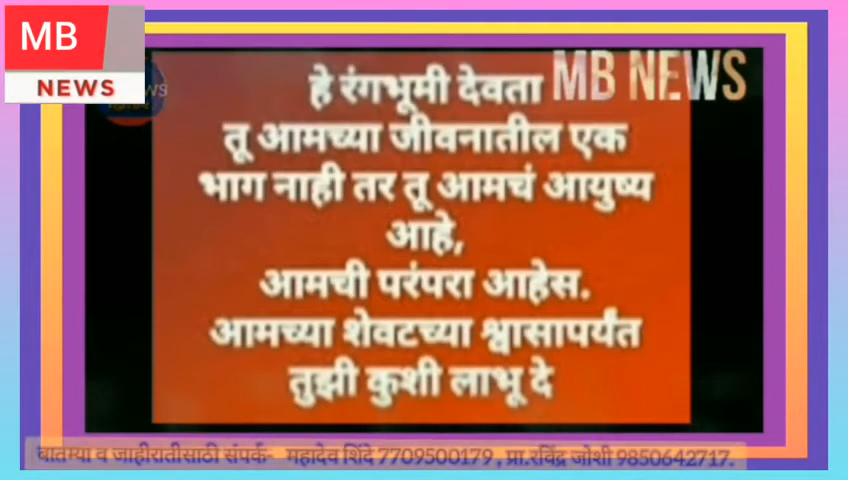 MB
NEWS
MB NEWS
हे रंगभूमी देवता
तू आमच्या जीवनातील एक
भाग नाही तर तू आमचं आयुष्य
आहे,
आमची परंपरा आहेस.
आमच्या शेवटच्या श्वासापर्यंत
तुझी कुशी लाभू दे
बातम्या व जाहीरातीसाठी संपर्क- महादेव शिंदे 7709500179 , प्रा.रविंद्र जोशी 9850642717.